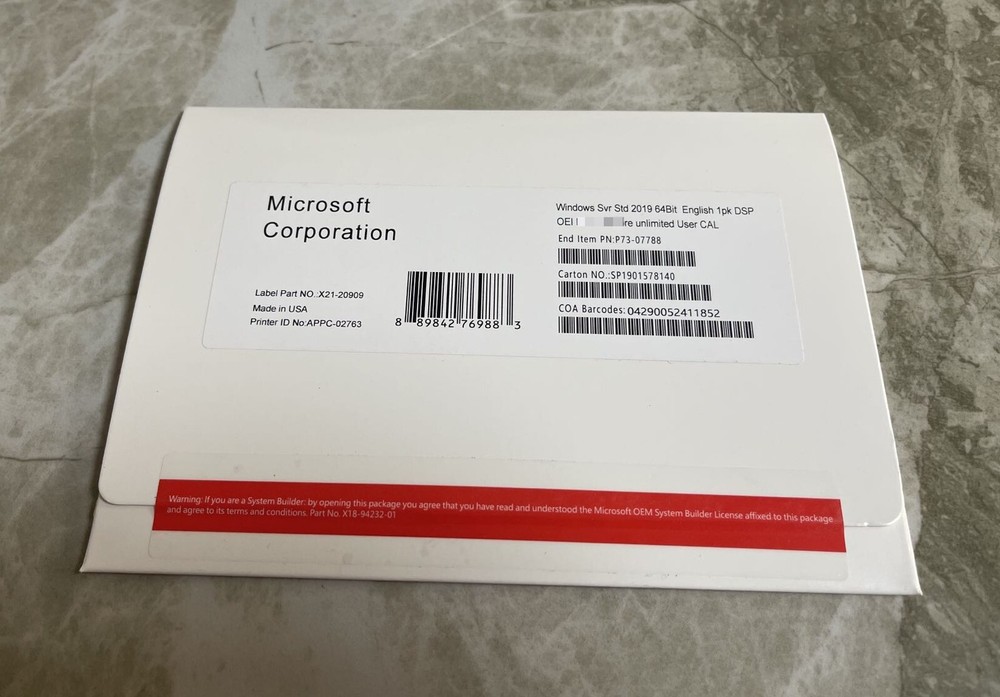 Microsoft
Corporation
Label Part NO.:X21-20909
Made in USA
Printer ID No:APPC-02763
8 89842 76988 3
Windows Svr Std 2019 64Bit English 1pk DSP
OEI re unlimited User CAL
End Item PN:P73-07788
Carton NO.:SP1901578140
COA Barcodes: 04290052411852
Warning: If you are a System Builder: by opening this package you agree that you have read and understood the Microsoft OEM System Builder License affixed to this package
and agree to its terms and conditions. Part No. X18-94232-01